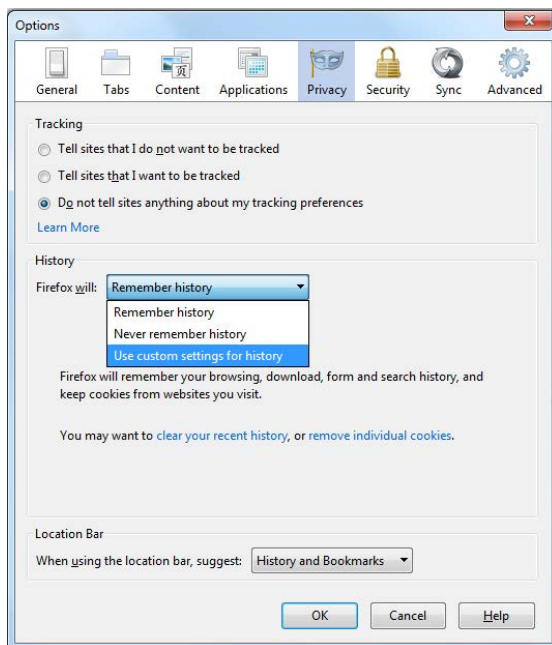 Options
General Tabs Content Applications Privacy Security Sync Advanced
Tracking
Tell sites that I do not want to be tracked
Tell sites that I want to be tracked
Do not tell sites anything about my tracking preferences
Learn More
History
Firefox will: Remember history
Remember history
Never remember history
Use custom settings for history
Firefox will remember your browsing, download, form and search history, and
keep cookies from websites you visit.
You may want to clear your recent history, or remove individual cookies.
Location Bar
When using the location bar, suggest: History and Bookmarks
OK Cancel Help